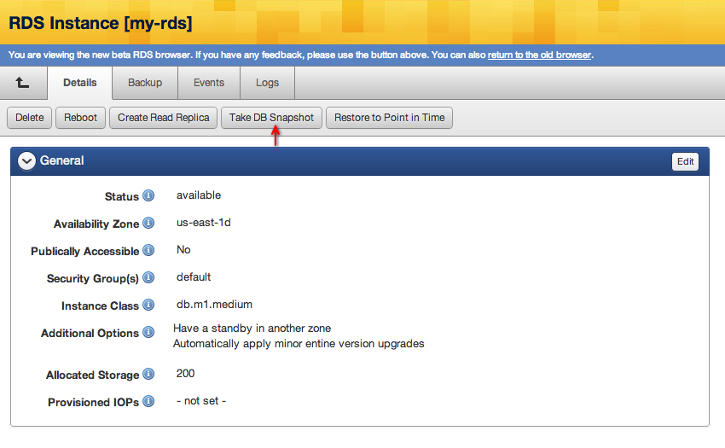 RDS Instance [my-rds]
You are viewing the new beta RDS browser. If you have any feedback, please use the button above. You can also return to the old browser.
Details Backup Events Logs
Delete Reboot Create Read Replica Take DB Snapshot Restore to Point in Time
General Edit
Status available
Availability Zone us-east-1d
Publically Accessible No
Security Group(s) default
Instance Class db.m1.medium
Additional Options Have a standby in another zone
Automatically apply minor entine version upgrades
Allocated Storage 200
Provisioned IOPs - not set -